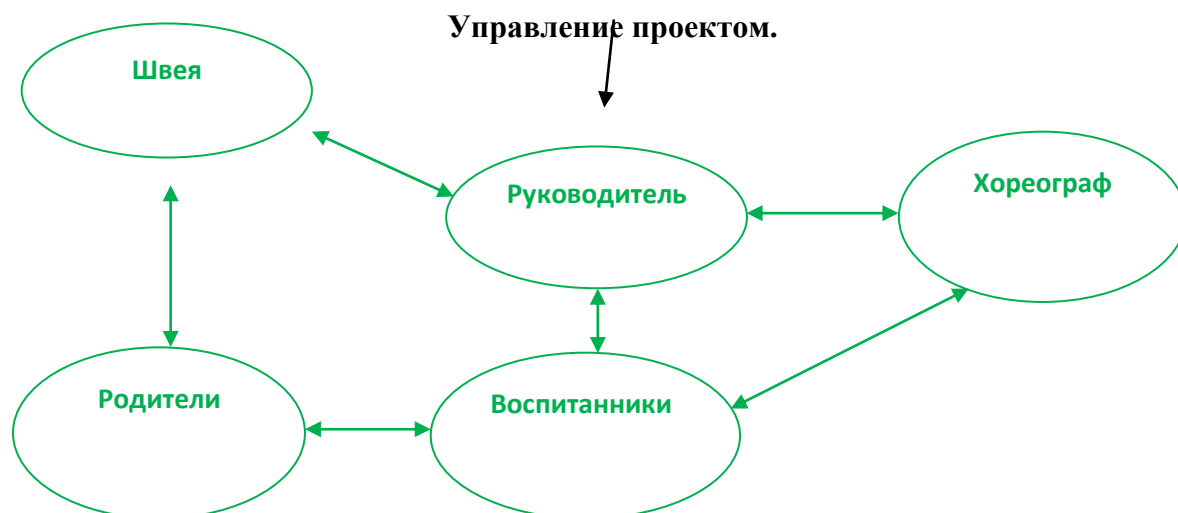 Управление проектом.
Швея
Руководитель
Хореограф
Родители
Воспитанники